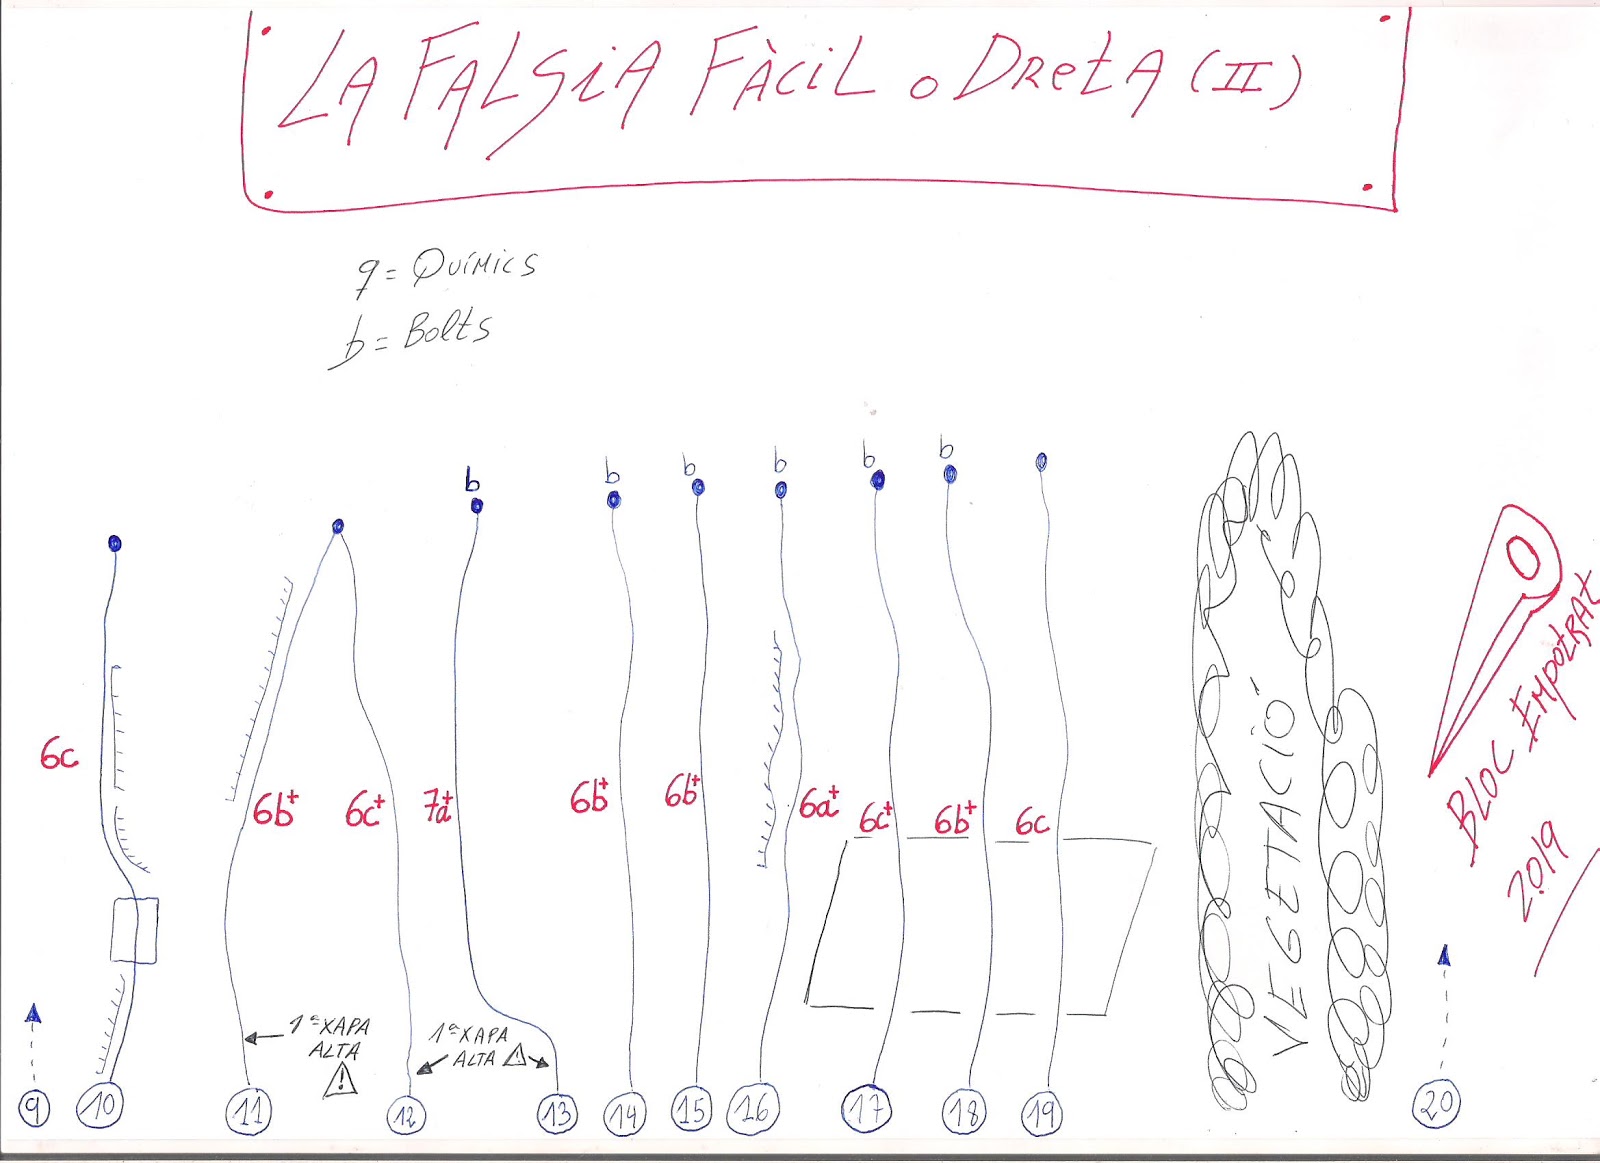 LA FALSiA FÀCiL o DRetA (II)
q = QUÍMICS
b = Bolts
b
b
b
b
b
b
6c
6b+
6c+
7a+
6b+
6b+
6a+
6c+
6b+
6c
VEGETACIÓ
BLOC EMPOTRAT
2019
1ª XAPA
ALTA
1ª XAPA
ALTA
9
10
11
12
13
14
15
16
17
18
19
20